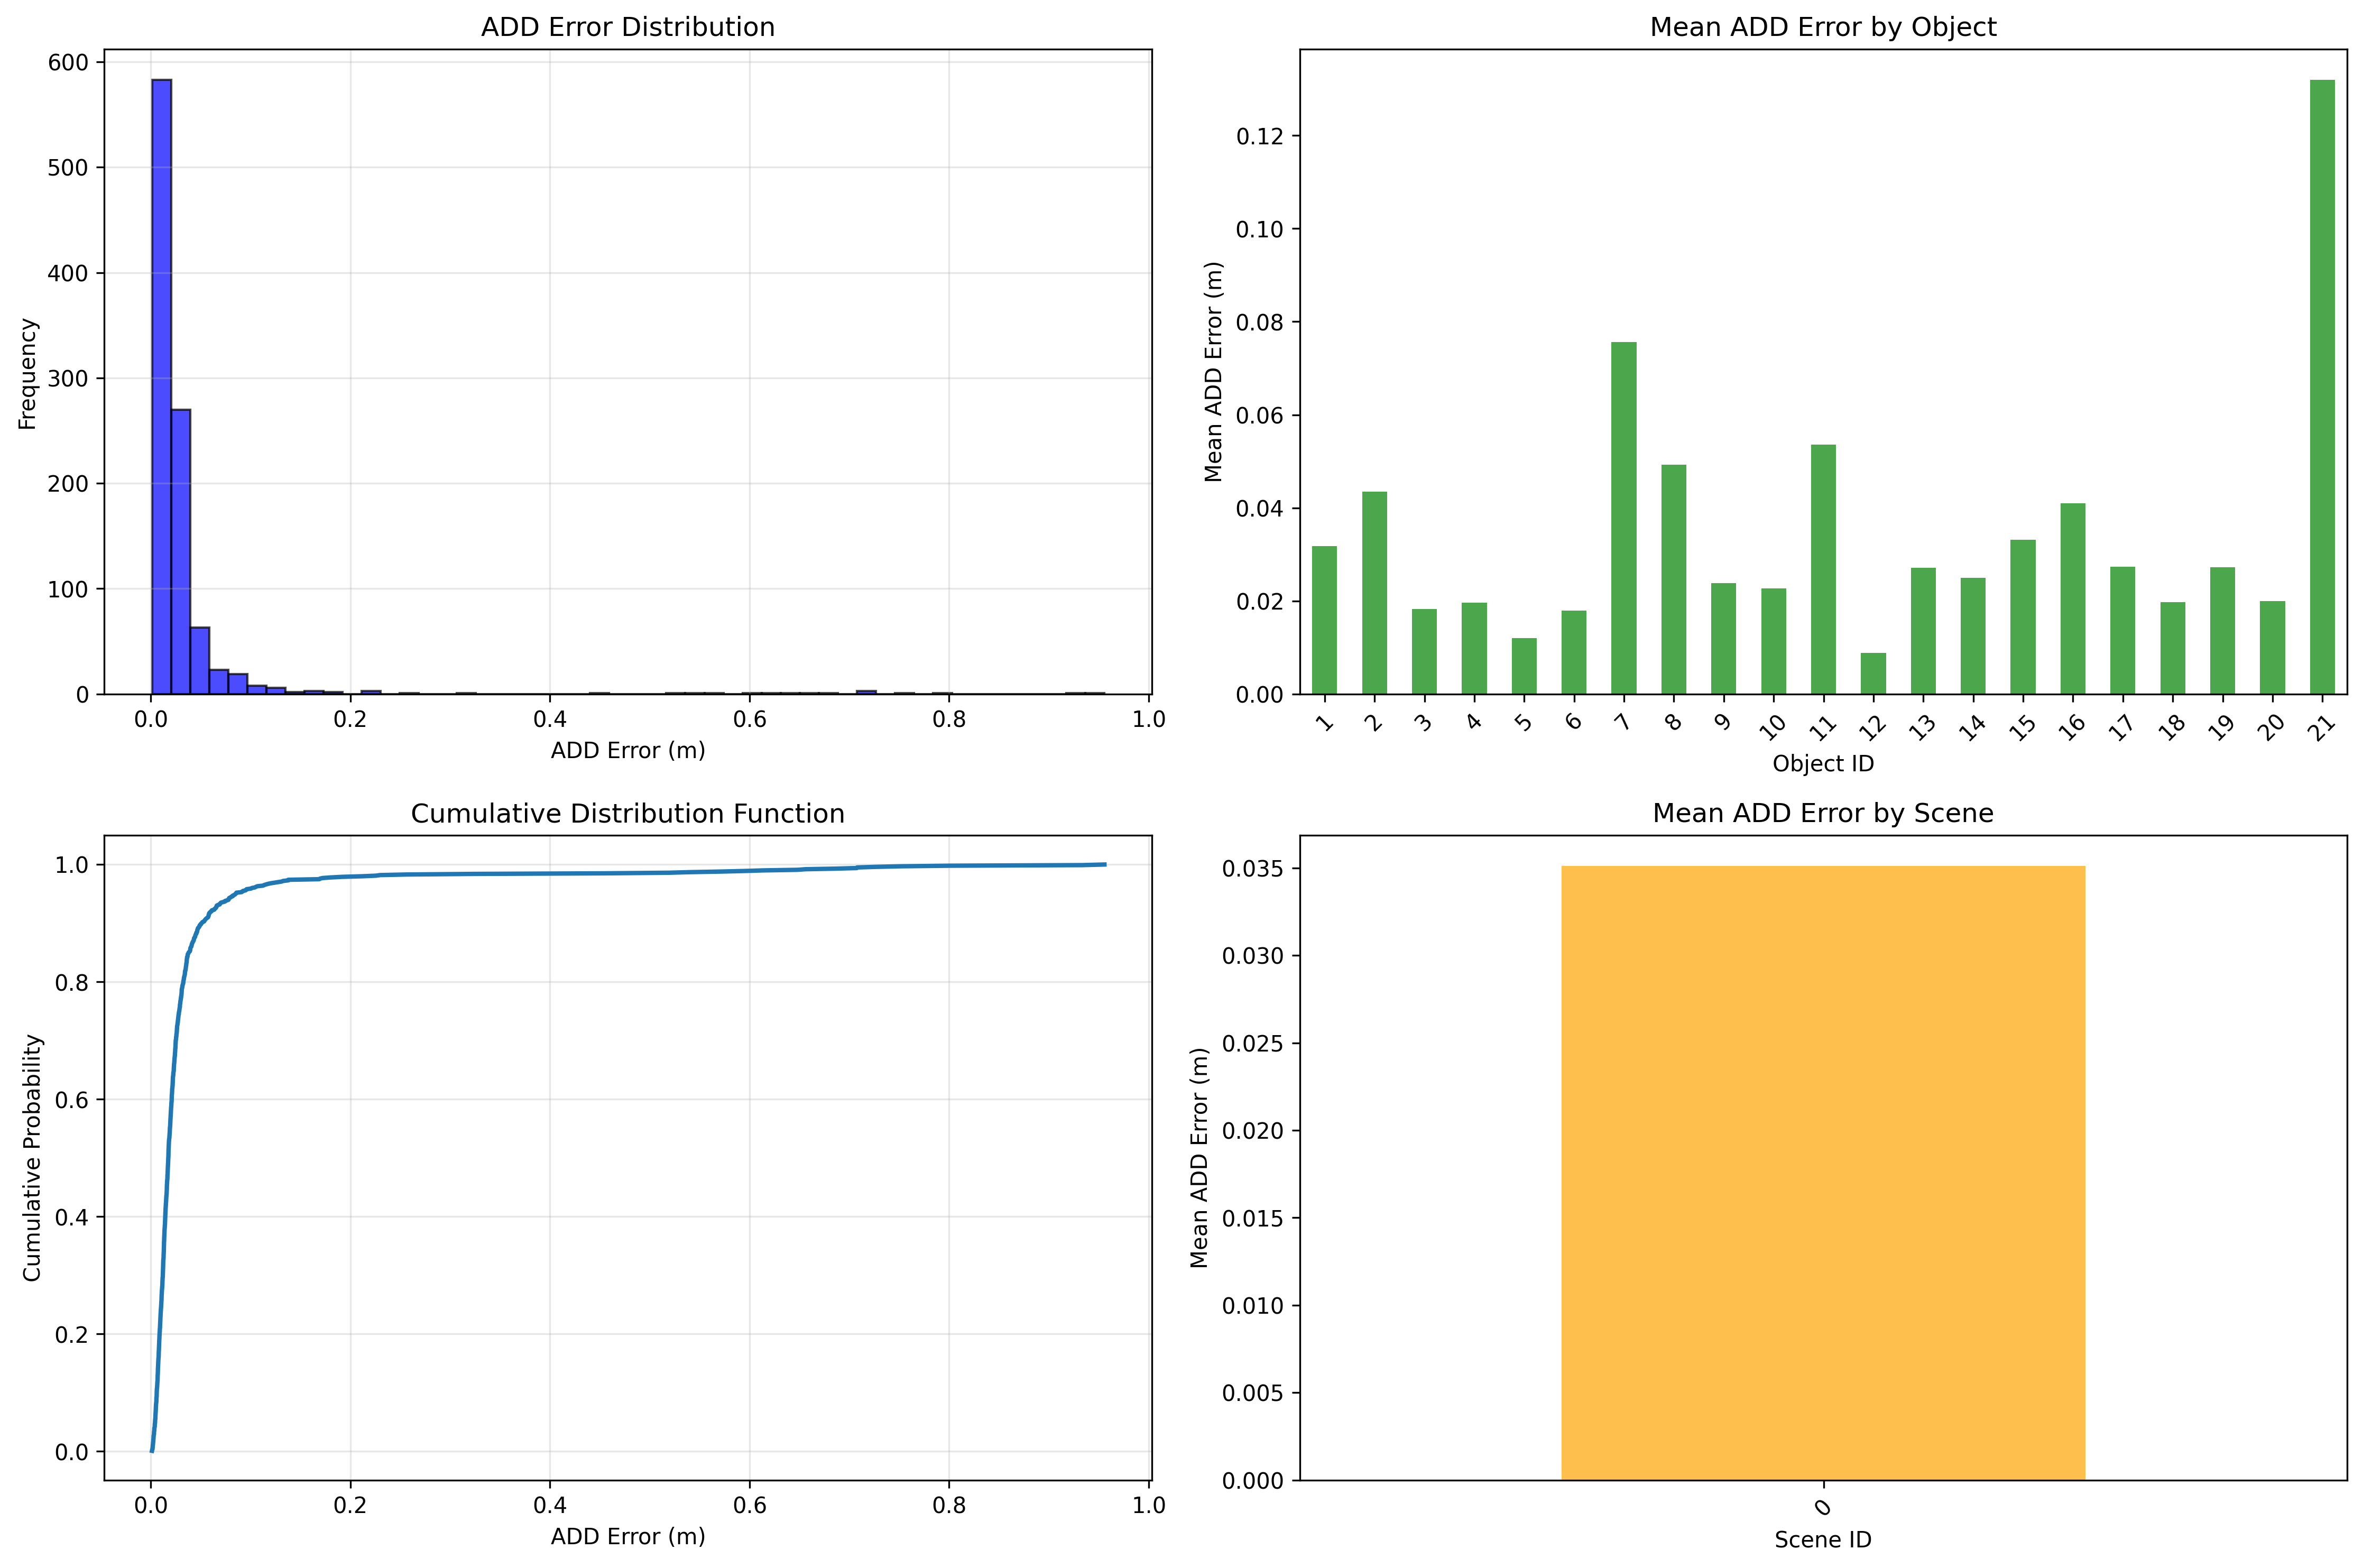 ADD Error Distribution
Frequency
600
500
400
300
200
100
0
0.0 0.2 0.4 0.6 0.8 1.0
ADD Error (m)
Mean ADD Error by Object
Mean ADD Error (m)
0.12
0.10
0.08
0.06
0.04
0.02
0.00
1 2 3 4 5 6 7 8 9 10 11 12 13 14 15 16 17 18 19 20 21
Object ID
Cumulative Distribution Function
Cumulative Probability
1.0
0.8
0.6
0.4
0.2
0.0
0.0 0.2 0.4 0.6 0.8 1.0
ADD Error (m)
Mean ADD Error by Scene
Mean ADD Error (m)
0.035
0.030
0.025
0.020
0.015
0.010
0.005
0.000
0
Scene ID